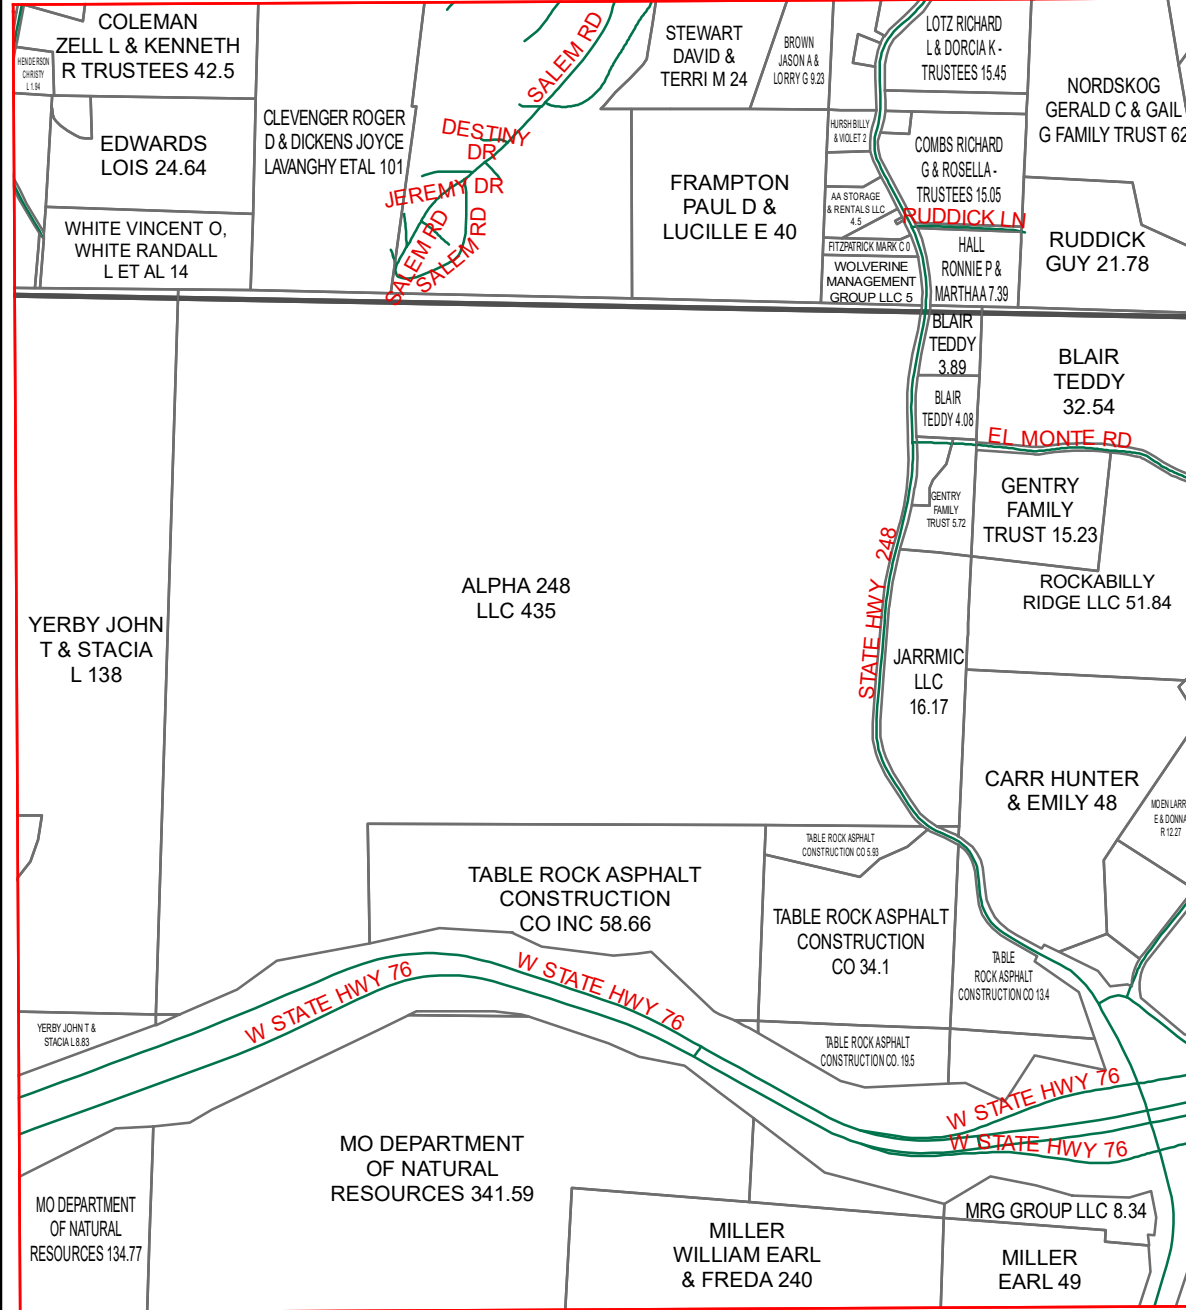 COLEMAN
ZELL L & KENNETH
R TRUSTEES 42.5
HENDERSON
CHRISTY
L 1.94
EDWARDS
LOIS 24.64
WHITE VINCENT O,
WHITE RANDALL
L ET AL 14
CLEVENGER ROGER
D & DICKENS JOYCE
LAVANGHY ETAL 101
SALEM RD
DESTINY
DR
JEREMY DR
SALEM RD
SALEM RD
STEWART
DAVID &
TERRI M 24
BROWN
JASON A &
LORRY G 9.23
FRAMPTON
PAUL D &
LUCILLE E 40
HURSH BILLY
& VIOLET 2
AA STORAGE
& RENTALS LLC
4.5
FITZPATRICK MARK C 0
WOLVERINE
MANAGEMENT
GROUP LLC 5
LOTZ RICHARD
L & DORCIA K -
TRUSTEES 15.45
COMBS RICHARD
G & ROSELLA -
TRUSTEES 15.05
RUDDICK LN
HALL
RONNIE P &
MARTHA A 7.39
NORDSKOG
GERALD C & GAIL
G FAMILY TRUST 62
RUDDICK
GUY 21.78
BLAIR
TEDDY
3.89
BLAIR
TEDDY 4.08
BLAIR
TEDDY
32.54
EL MONTE RD
GENTRY
FAMILY
TRUST 5.72
GENTRY
FAMILY
TRUST 15.23
ROCKABILLY
RIDGE LLC 51.84
STATE HWY 248
ALPHA 248
LLC 435
YERBY JOHN
T & STACIA
L 138
JARRMIC
LLC
16.17
CARR HUNTER
& EMILY 48
MOEN LARR
E & DONNA
R 12.27
TABLE ROCK ASPHALT
CONSTRUCTION CO 5.93
TABLE ROCK ASPHALT
CONSTRUCTION
CO INC 58.66
TABLE ROCK ASPHALT
CONSTRUCTION
CO 34.1
TABLE
ROCK ASPHALT
CONSTRUCTION CO 13.4
W STATE HWY 76
W STATE HWY 76
YERBY JOHN T &
STACIA L 8.83
TABLE ROCK ASPHALT
CONSTRUCTION CO. 19.5
W STATE HWY 76
W STATE HWY 76
MO DEPARTMENT
OF NATURAL
RESOURCES 341.59
MO DEPARTMENT
OF NATURAL
RESOURCES 134.77
MILLER
WILLIAM EARL
& FREDA 240
MRG GROUP LLC 8.34
MILLER
EARL 49